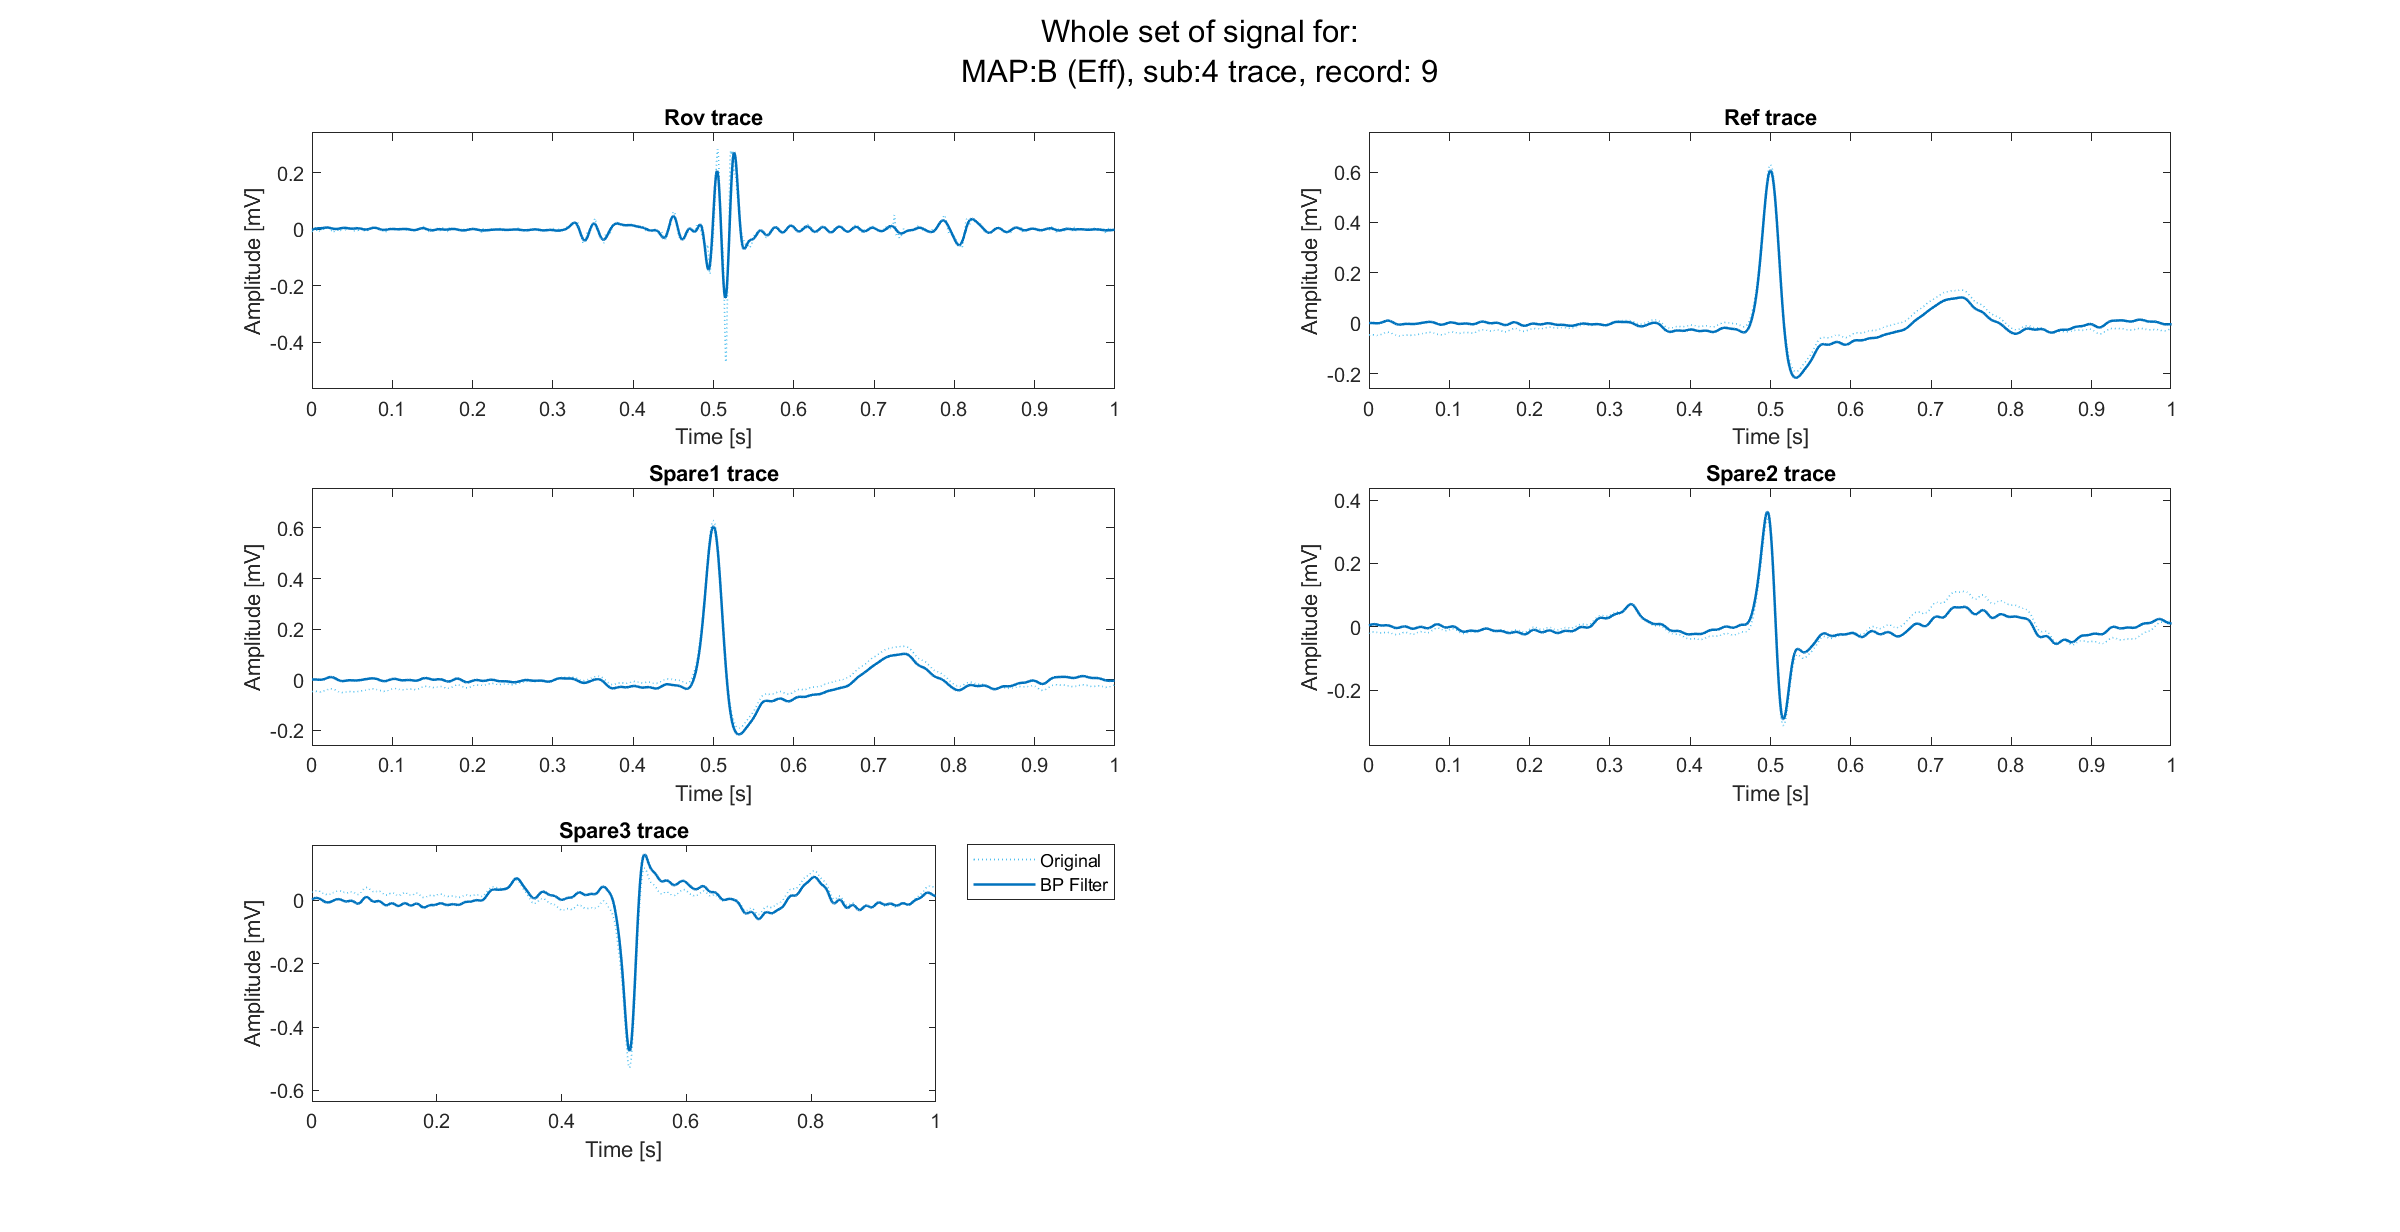 Whole set of signal for:
MAP:B (Eff), sub:4 trace, record: 9
Rov trace
Amplitude [mV]
0.2
0
-0.2
-0.4
0 0.1 0.2 0.3 0.4 0.5 0.6 0.7 0.8 0.9 1
Time [s]
Ref trace
Amplitude [mV]
0.6
0.4
0.2
0
-0.2
0 0.1 0.2 0.3 0.4 0.5 0.6 0.7 0.8 0.9 1
Time [s]
Spare1 trace
Amplitude [mV]
0.6
0.4
0.2
0
-0.2
0 0.1 0.2 0.3 0.4 0.5 0.6 0.7 0.8 0.9 1
Time [s]
Spare2 trace
Amplitude [mV]
0.4
0.2
0
-0.2
0 0.1 0.2 0.3 0.4 0.5 0.6 0.7 0.8 0.9 1
Time [s]
Spare3 trace
Amplitude [mV]
0
-0.2
-0.4
-0.6
0 0.2 0.4 0.6 0.8 1
Time [s]
Original
BP Filter